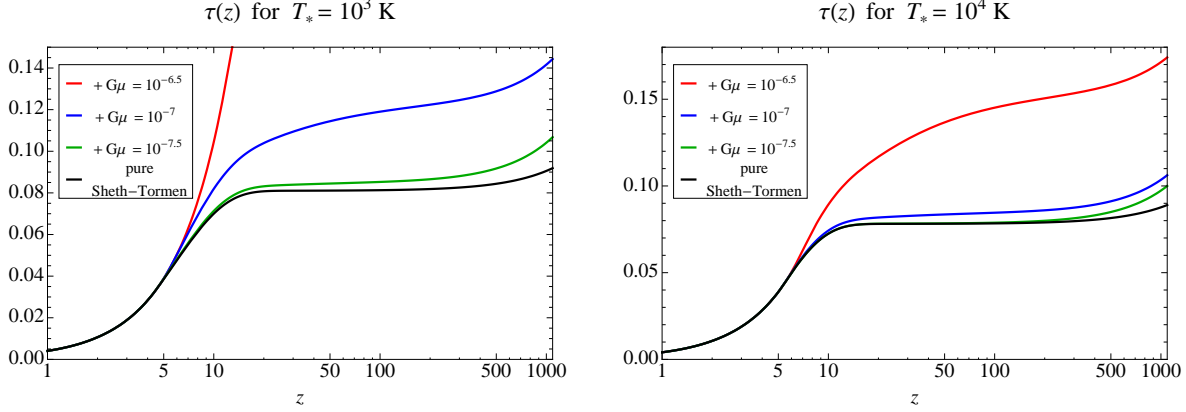 τ(z) for T* = 10³ K
0.14
0.12
0.10
0.08
0.06
0.04
0.02
0.00
+ Gμ = 10^−6.5
+ Gμ = 10^−7
+ Gμ = 10^−7.5
pure
Sheth−Tormen
1 5 10 50 100 500 1000
z
τ(z) for T* = 10⁴ K
0.15
0.10
0.05
0.00
+ Gμ = 10^−6.5
+ Gμ = 10^−7
+ Gμ = 10^−7.5
pure
Sheth−Tormen
1 5 10 50 100 500 1000
z